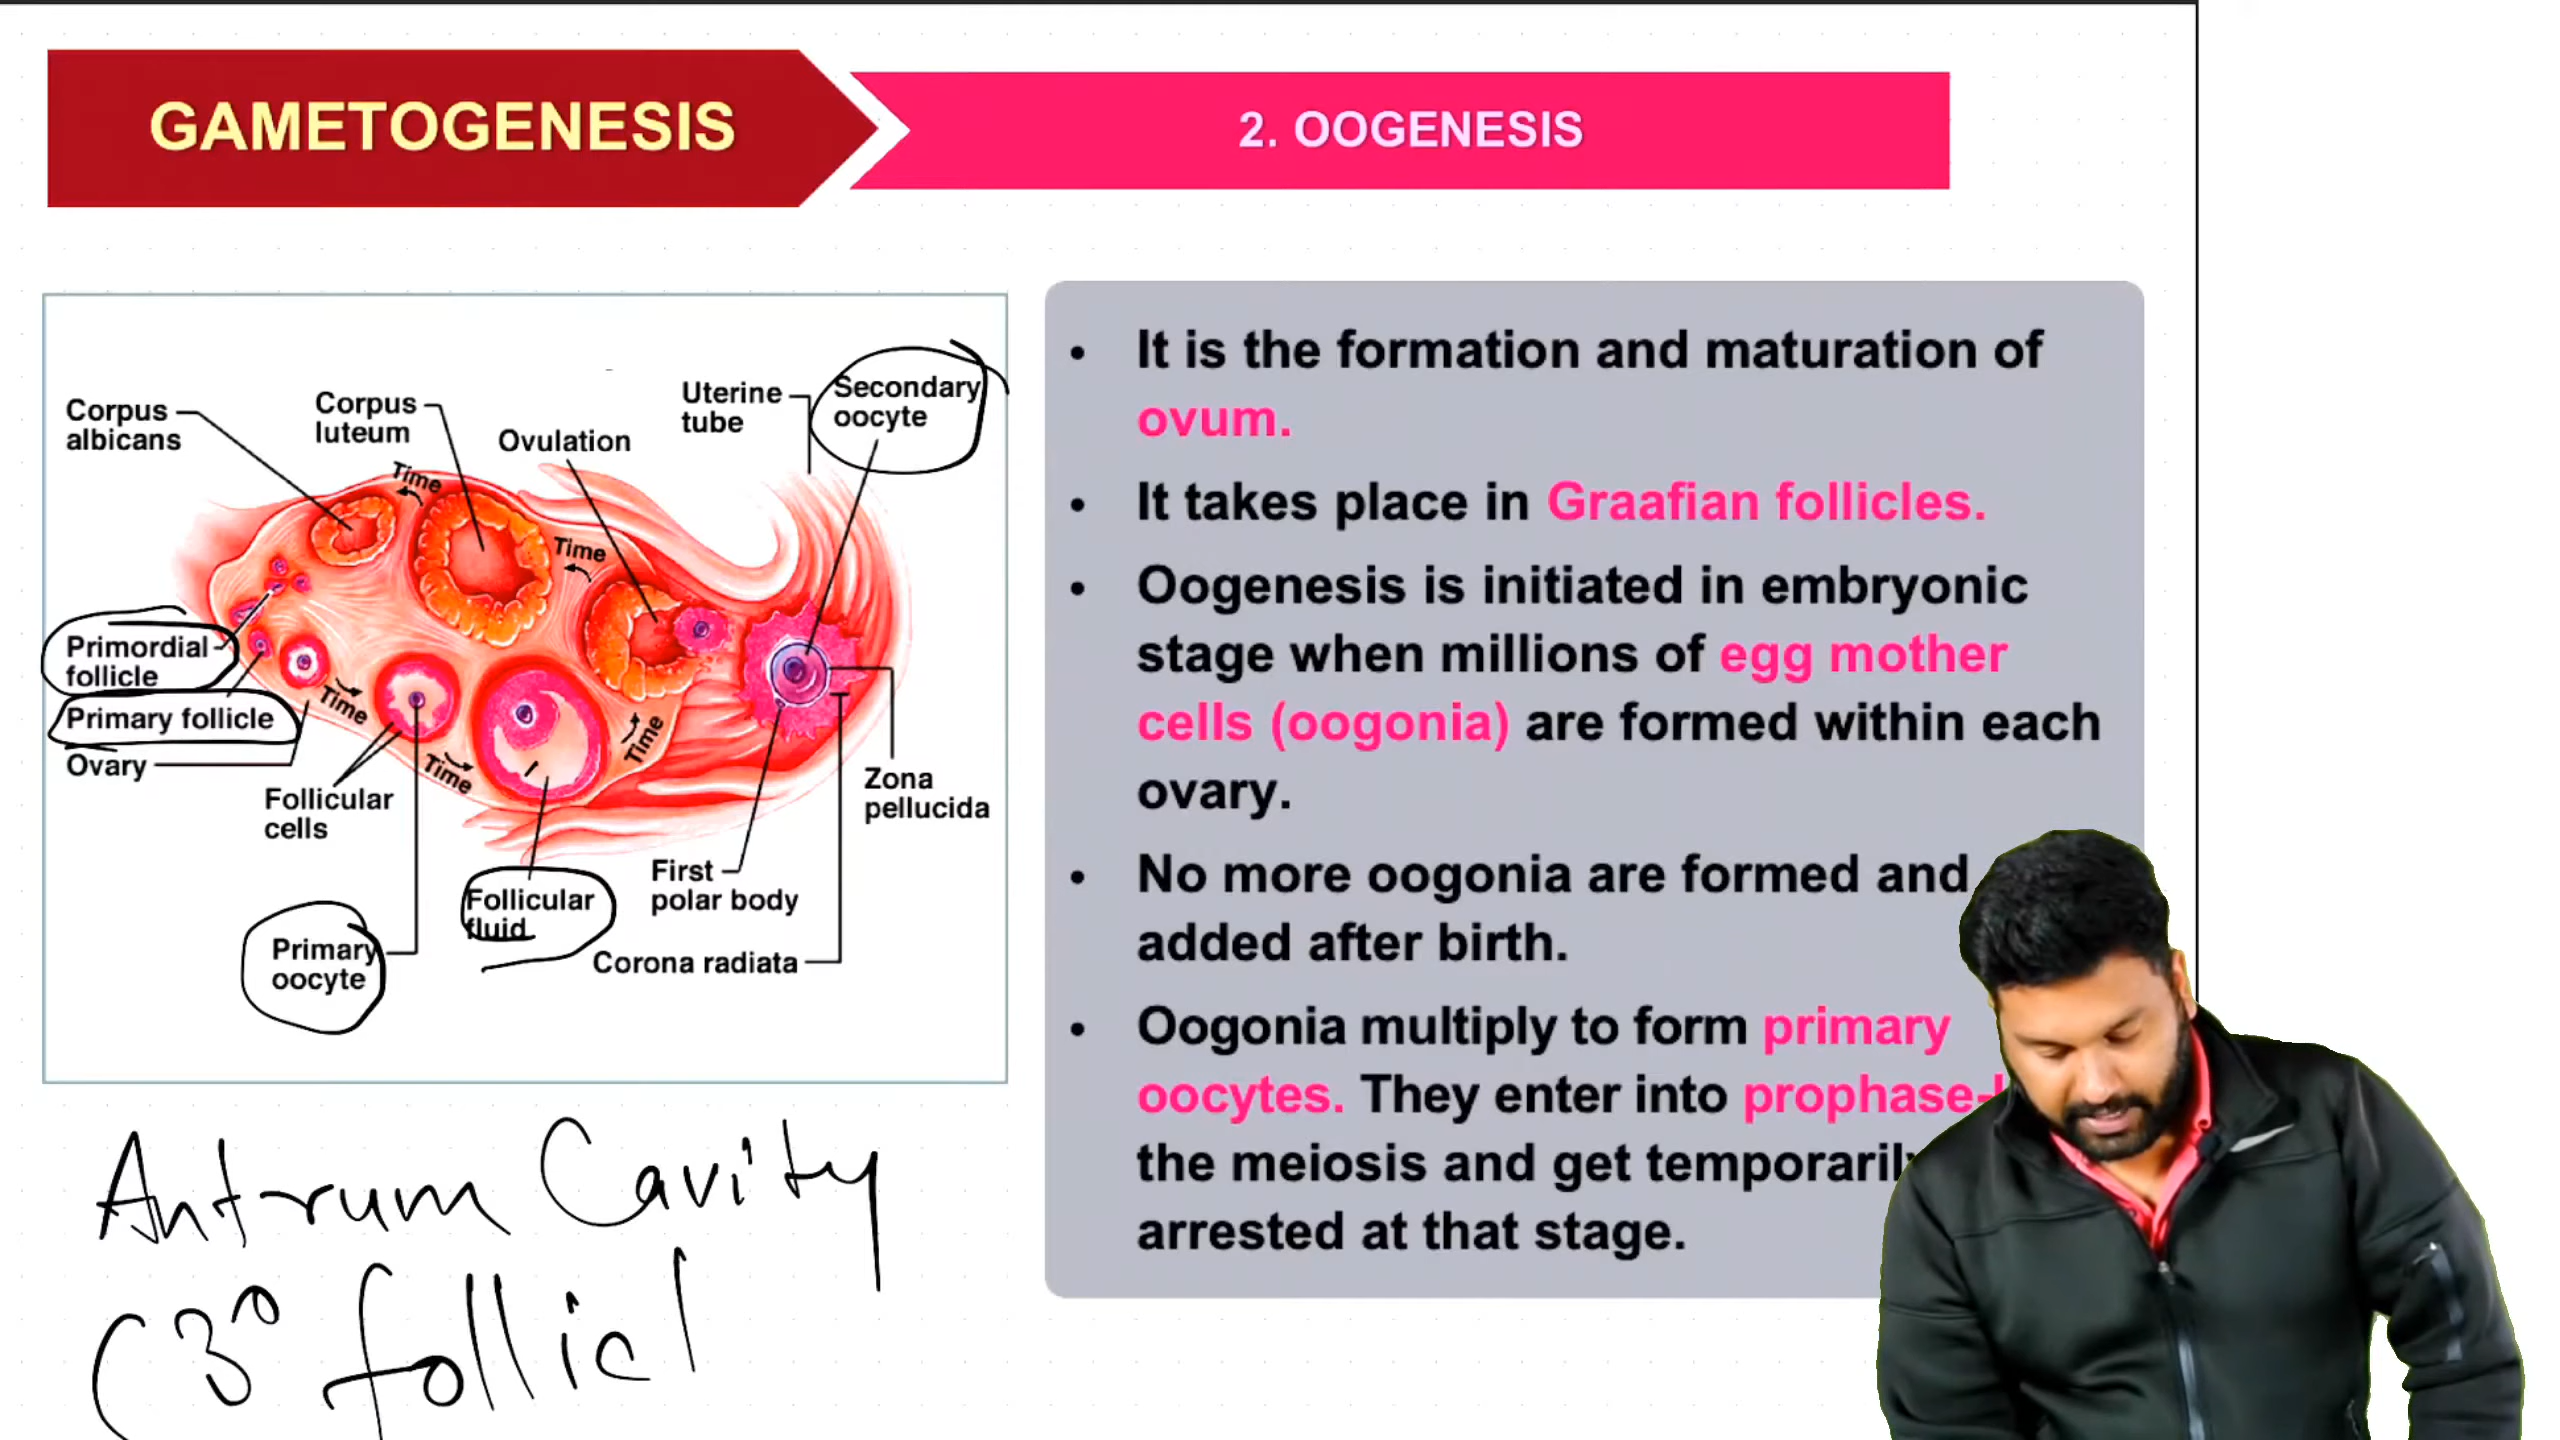 GAMETOGENESIS
2. OOGENESIS
Corpus
albicans
Corpus
luteum
Ovulation
Uterine
tube
Secondary
oocyte
Time
Time
Primordial
follicle
Primary follicle
Ovary
Time
Time
Time
Follicular
cells
Primary
oocyte
Follicular
fluid
First
polar body
Corona radiata
Zona
pellucida
Antrum Cavity
(3° follicl
• It is the formation and maturation of
ovum.
• It takes place in Graafian follicles.
• Oogenesis is initiated in embryonic
stage when millions of egg mother
cells (oogonia) are formed within each
ovary.
• No more oogonia are formed and
added after birth.
• Oogonia multiply to form primary
oocytes. They enter into prophase-I
the meiosis and get temporarily
arrested at that stage.